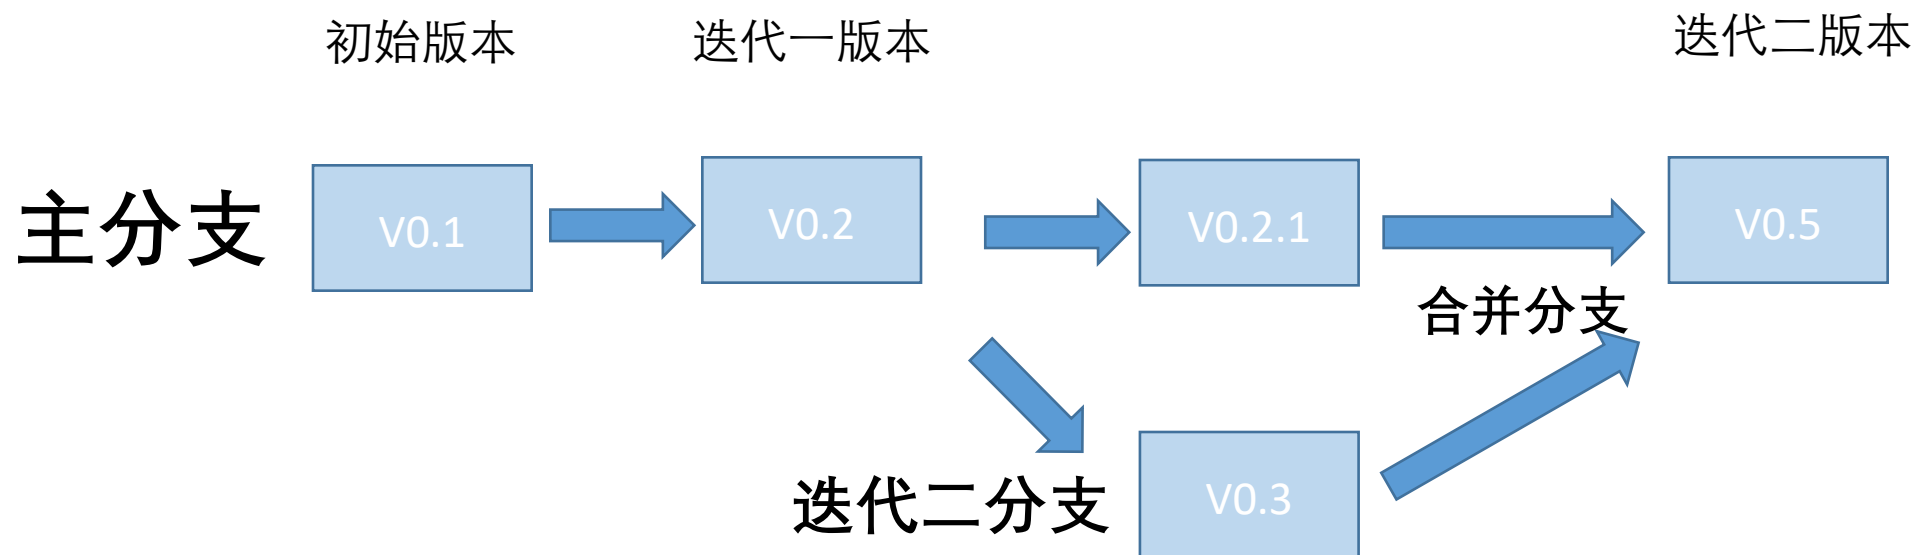 初始版本
迭代一版本
迭代二版本
主分支
V0.1
V0.2
V0.2.1
V0.5
合并分支
迭代二分支
V0.3